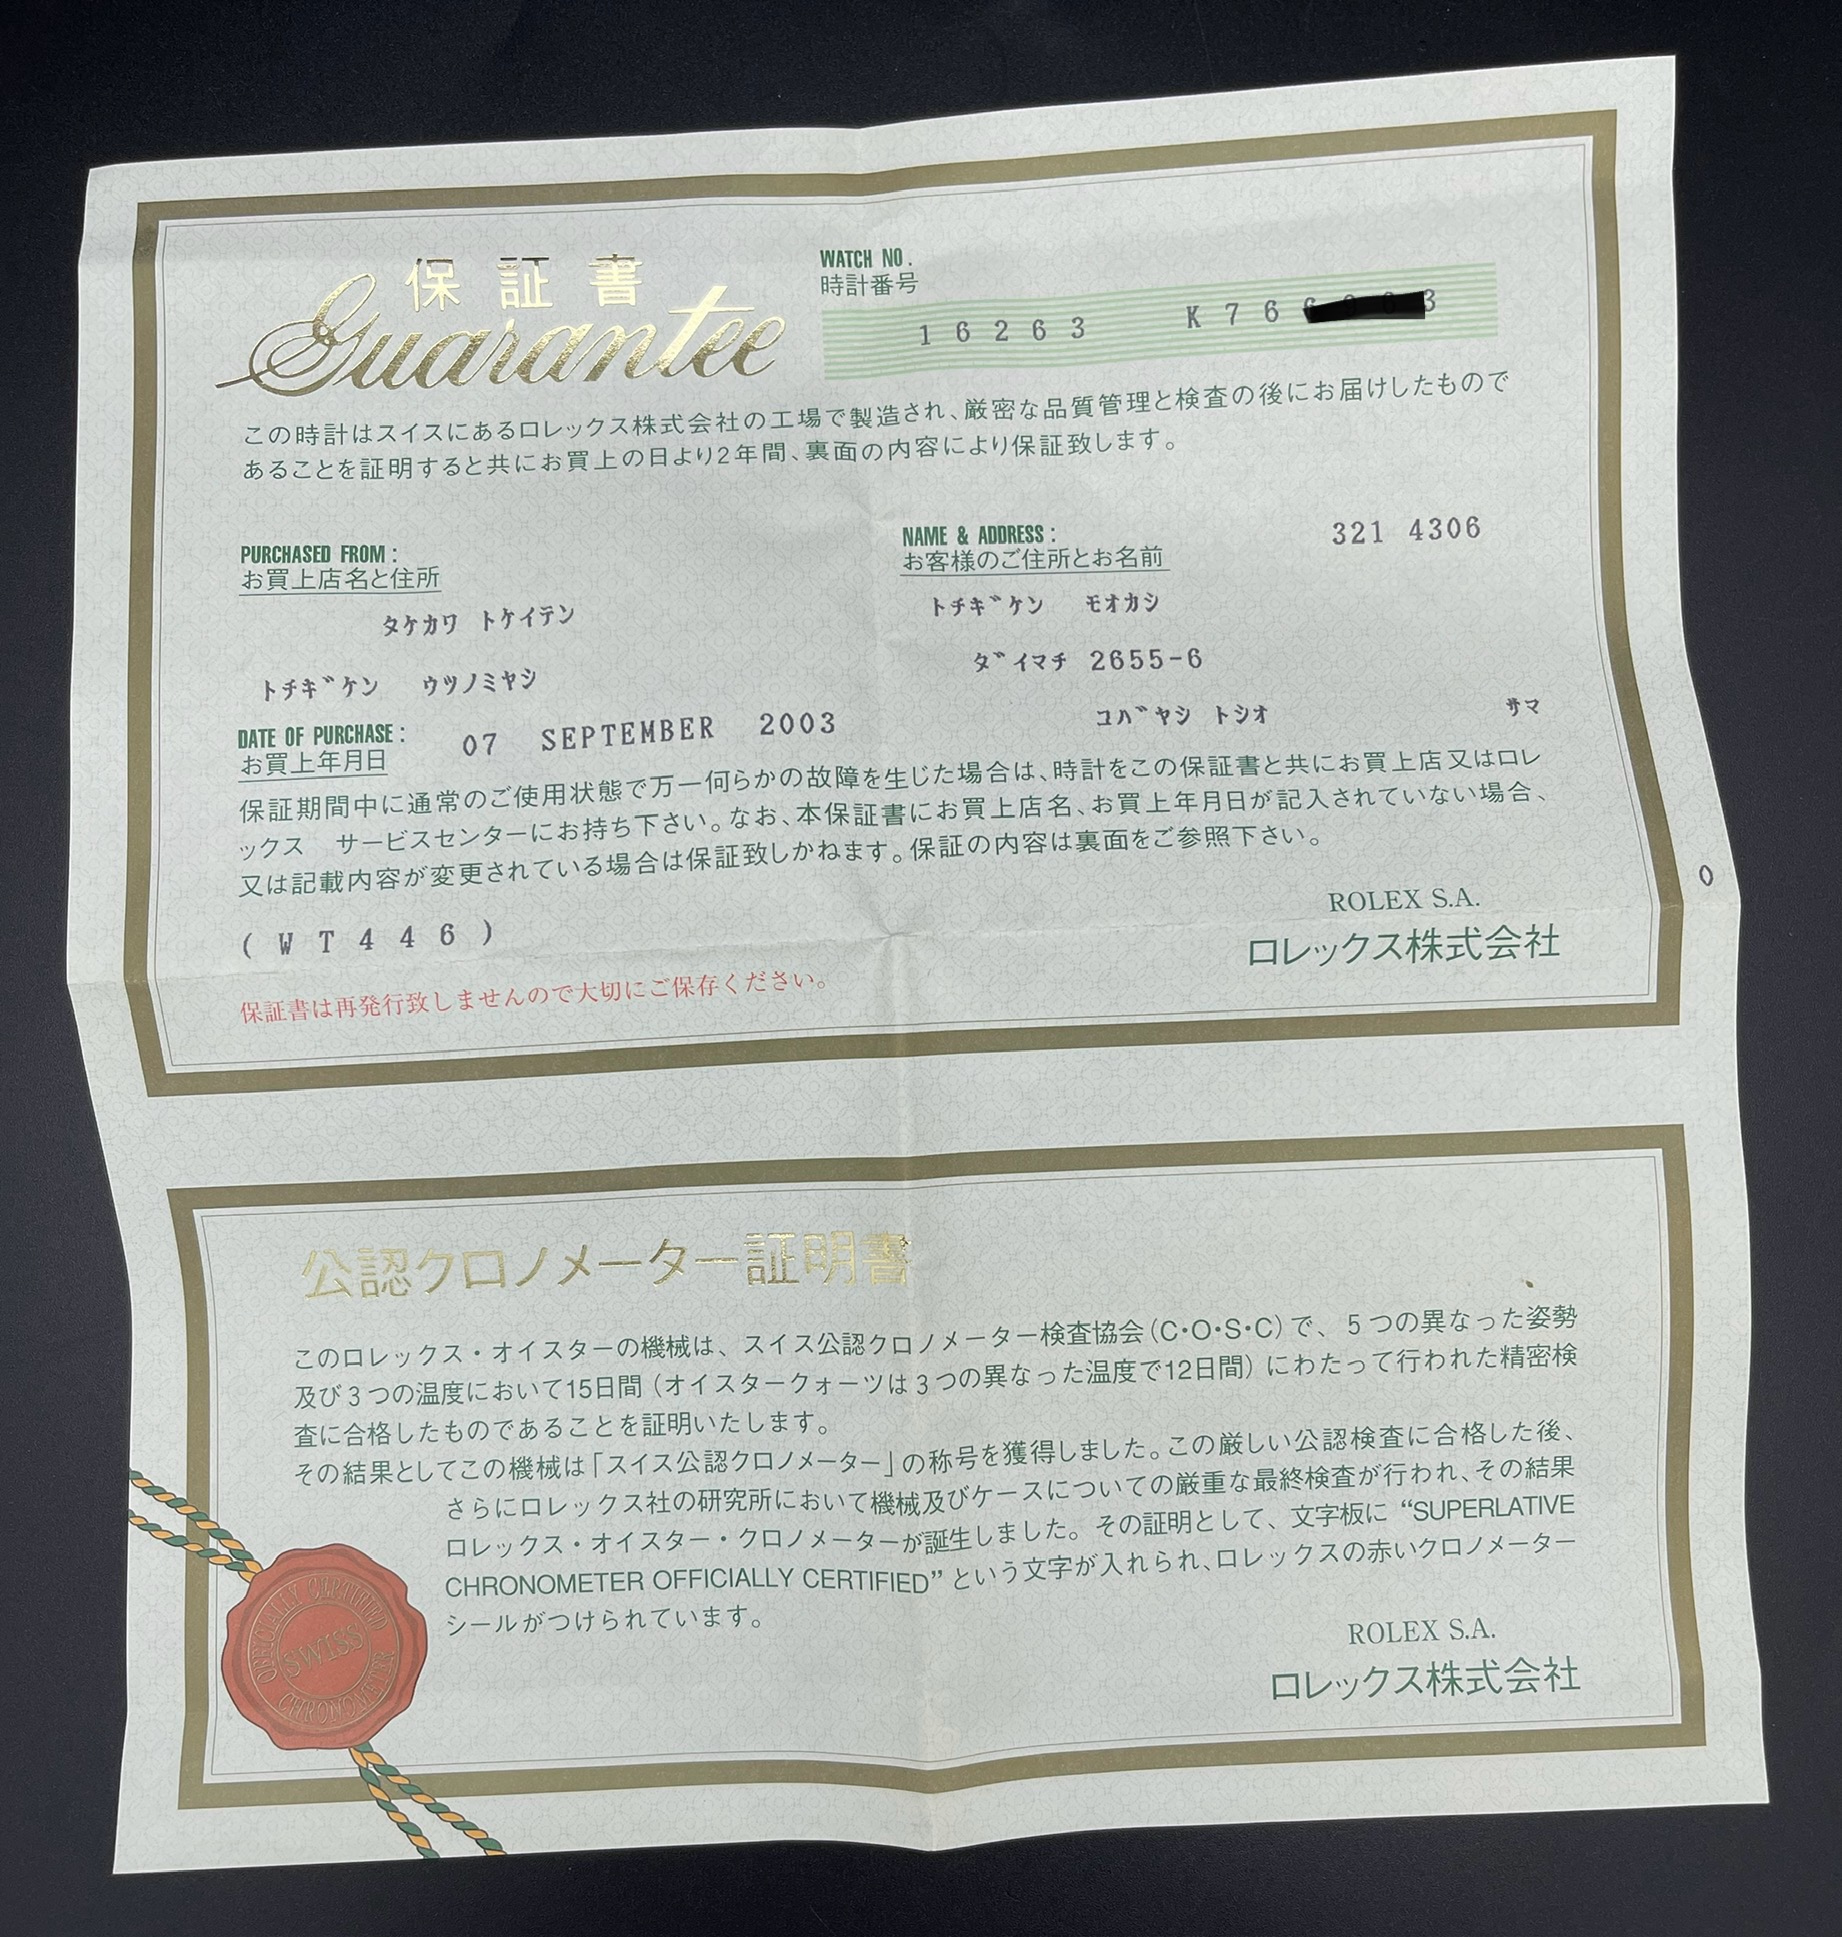 保証書
Guarantee
WATCH NO.
時計番号
16263 K766 3
この時計はスイスにあるロレックス株式会社の工場で製造され、厳密な品質管理と検査の後にお届けしたもので
あることを証明すると共にお買上の日より2年間、裏面の内容により保証致します。
PURCHASED FROM:
お買上店名と住所
タケカワ トケイテン
トチギケン ウツノミヤシ
NAME & ADDRESS:
お客様のご住所とお名前
321 4306
トチギケン モオカシ
ダイマチ 2655-6
コバヤシ トシオ サマ
DATE OF PURCHASE:
お買上年月日
07 SEPTEMBER 2003
保証期間中に通常のご使用状態で万一何らかの故障を生じた場合は、時計をこの保証書と共にお買上店又はロレ
ックス サービスセンターにお持ち下さい。なお、本保証書にお買上店名、お買上年月日が記入されていない場合、
又は記載内容が変更されている場合は保証致しかねます。保証の内容は裏面をご参照下さい。
0
(WT446)
ROLEX S.A.
ロレックス株式会社
保証書は再発行致しませんので大切にご保存ください。
公認クロノメーター証明書
このロレックス・オイスターの機械は、スイス公認クロノメーター検査協会(C・O・S・C)で、5つの異なった姿勢
及び3つの温度において15日間(オイスタークォーツは3つの異なった温度で12日間)にわたって行われた精密検
査に合格したものであることを証明いたします。
その結果としてこの機械は「スイス公認クロノメーター」の称号を獲得しました。この厳しい公認検査に合格した後、
さらにロレックス社の研究所において機械及びケースについての厳重な最終検査が行われ、その結果
ロレックス・オイスター・クロノメーターが誕生しました。その証明として、文字板に “SUPERLATIVE
CHRONOMETER OFFICIALLY CERTIFIED” という文字が入れられ、ロレックスの赤いクロノメーター
シールがつけられています。
OFFICIALLY CERTIFIED
SWISS
CHRONOMETER
ROLEX S.A.
ロレックス株式会社